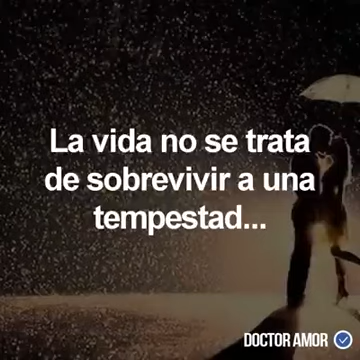 La vida no se trata
de sobrevivir a una
tempestad...
DOCTOR AMOR